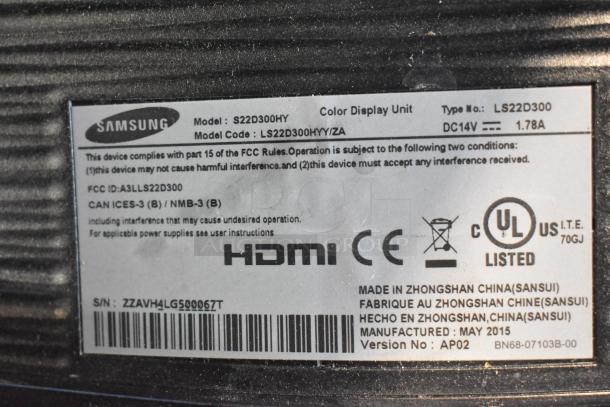 SAMSUNG
Model : S22D300HY Color Display Unit Type No.: LS22D300
Model Code : LS22D300HYY/ZA DC14V 1.78A
This device complies with part 15 of the FCC Rules.Operation is subject to the following two conditions:
(1)this device may not cause harmful interference.and (2)this device must accept any interference received.
FCC ID:A3LLS22D300
CAN ICES-3 (B) / NMB-3 (B)
including interference that may cause undesired operation.
For applicable power supplies see user instructions
HDMI CE
C UL US I.T.E.
70GJ
LISTED
S/N : ZZAVH4LG500067T
MADE IN ZHONGSHAN CHINA(SANSUI)
FABRIQUE AU ZHONGSHAN CHINE(SANSUI)
HECHO EN ZHONGSHAN,CHINA(SANSUI)
MANUFACTURED : MAY 2015
Version No : AP02 BN68-07103B-00